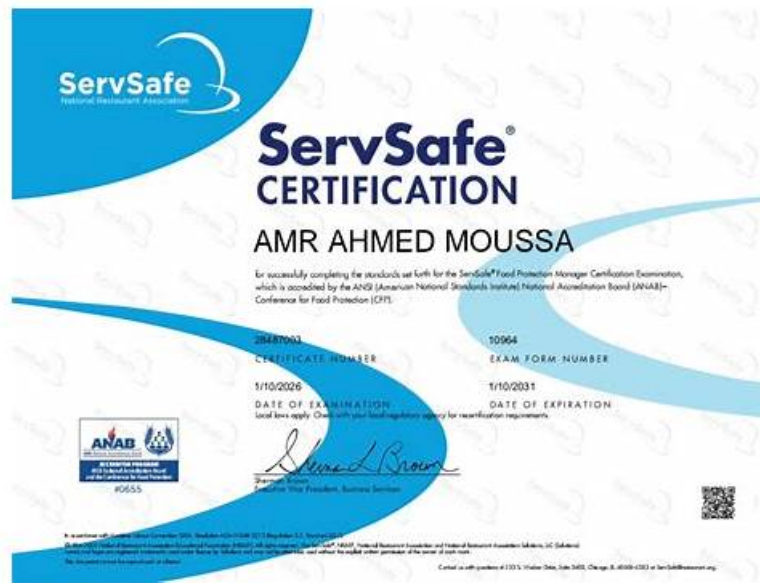 ServSafe
National Restaurant Association
ServSafe®
CERTIFICATION
AMR AHMED MOUSSA
for successfully completing the standards set forth for the ServSafe® Food Protection Manager Certification Examination,
which is accredited by the ANSI (American National Standards Institute) National Accreditation Board (ANAB)–
Conference for Food Protection (CFP).
28487003 10964
CERTIFICATE NUMBER EXAM FORM NUMBER
1/10/2026 1/10/2031
DATE OF EXAMINATION DATE OF EXPIRATION
Local laws apply. Check with your local regulatory agency for recertification requirements.
ANAB
ACCREDITED PROGRAM
#0655
Sherman Brown
Executive Vice President, Business Services